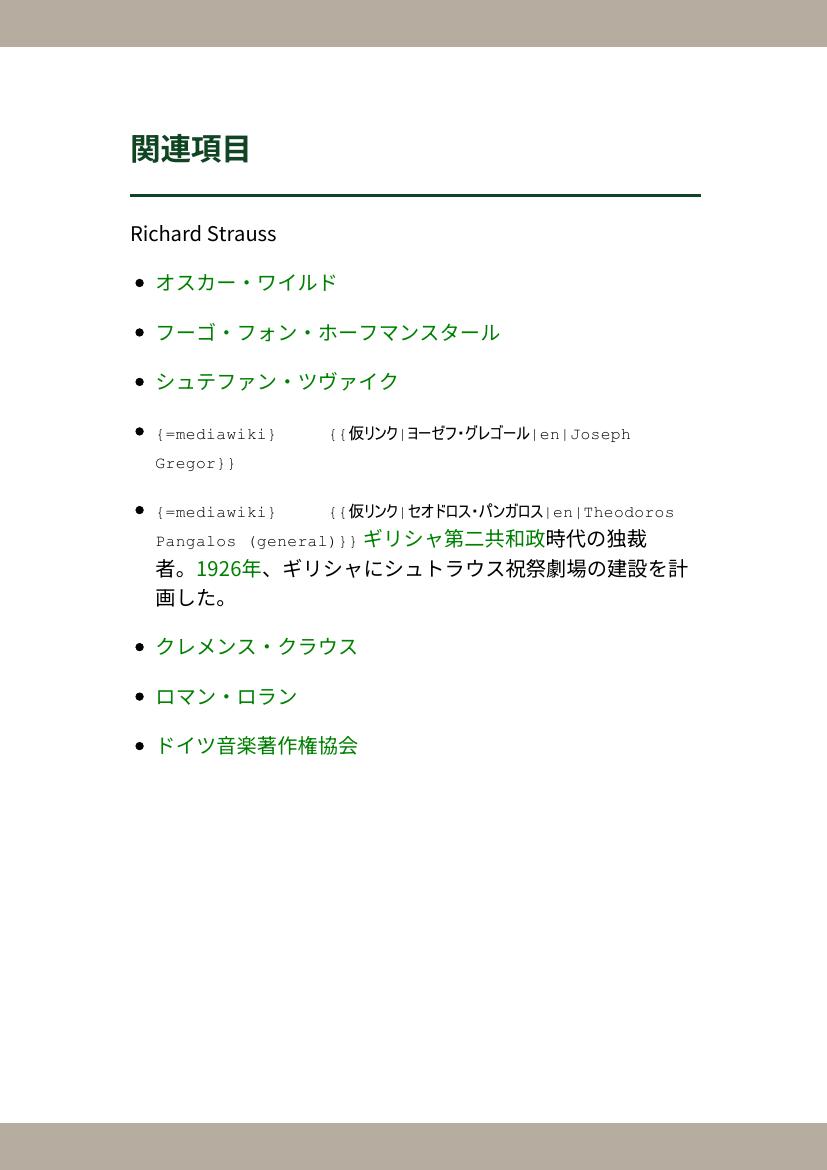 関連項目
Richard Strauss
オスカー・ワイルド
フーゴ・フォン・ホーフマンスタール
シュテファン・ツヴァイク
{=mediawiki} {{仮リンク|ヨーゼフ・グレゴール|en|Joseph
Gregor}}
{=mediawiki} {{仮リンク|セオドロス・パンガロス|en|Theodoros
Pangalos (general)}} ギリシャ第二共和政時代の独裁
者。1926年、ギリシャにシュトラウス祝祭劇場の建設を計
画した。
クレメンス・クラウス
ロマン・ロラン
ドイツ音楽著作権協会